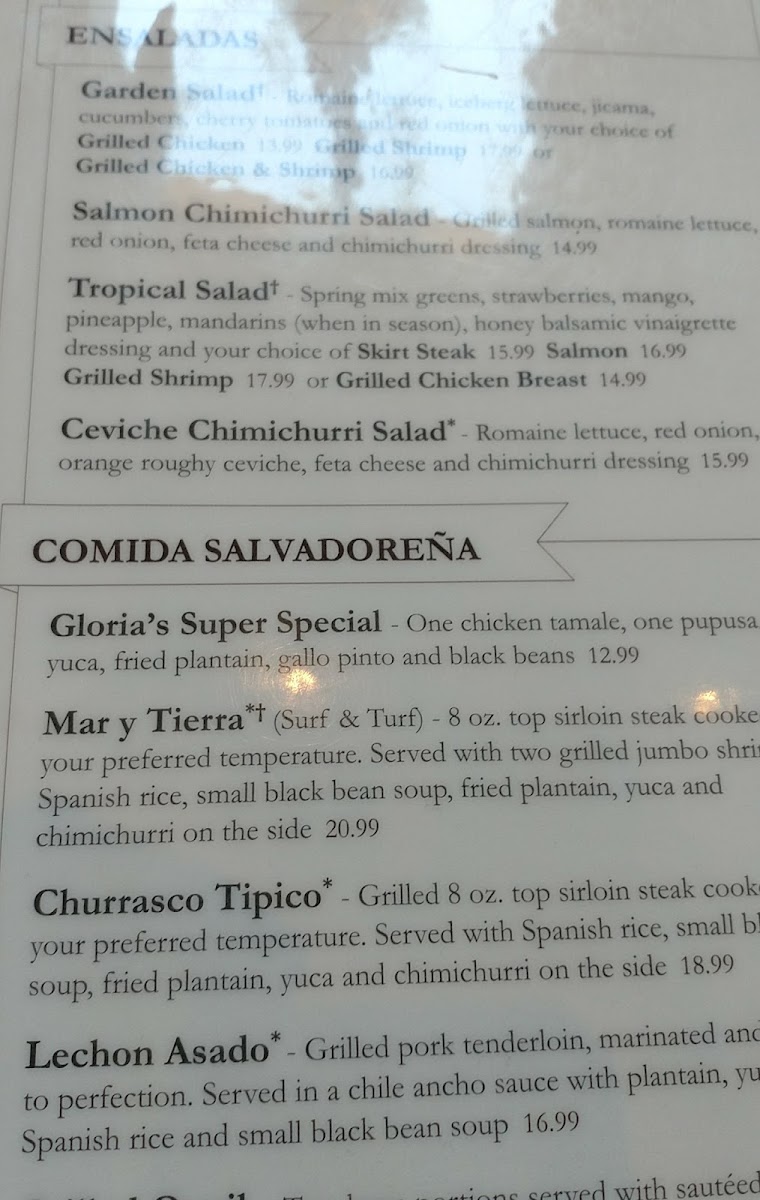 ENSALADAS
Garden Salad† - Romaine lettuce, iceberg lettuce, jicama,
cucumbers, cherry tomatoes and red onion with your choice of
Grilled Chicken 13.99 Grilled Shrimp 17.99 or
Grilled Chicken & Shrimp 16.99
Salmon Chimichurri Salad - Grilled salmon, romaine lettuce,
red onion, feta cheese and chimichurri dressing 14.99
Tropical Salad† - Spring mix greens, strawberries, mango,
pineapple, mandarins (when in season), honey balsamic vinaigrette
dressing and your choice of Skirt Steak 15.99 Salmon 16.99
Grilled Shrimp 17.99 or Grilled Chicken Breast 14.99
Ceviche Chimichurri Salad* - Romaine lettuce, red onion,
orange roughy ceviche, feta cheese and chimichurri dressing 15.99
COMIDA SALVADOREÑA
Gloria's Super Special - One chicken tamale, one pupusa
yuca, fried plantain, gallo pinto and black beans 12.99
Mar y Tierra*† (Surf & Turf) - 8 oz. top sirloin steak cooke
your preferred temperature. Served with two grilled jumbo shri
Spanish rice, small black bean soup, fried plantain, yuca and
chimichurri on the side 20.99
Churrasco Tipico* - Grilled 8 oz. top sirloin steak cook
your preferred temperature. Served with Spanish rice, small bl
soup, fried plantain, yuca and chimichurri on the side 18.99
Lechon Asado* - Grilled pork tenderloin, marinated and
to perfection. Served in a chile ancho sauce with plantain, yu
Spanish rice and small black bean soup 16.99
served with sautéed